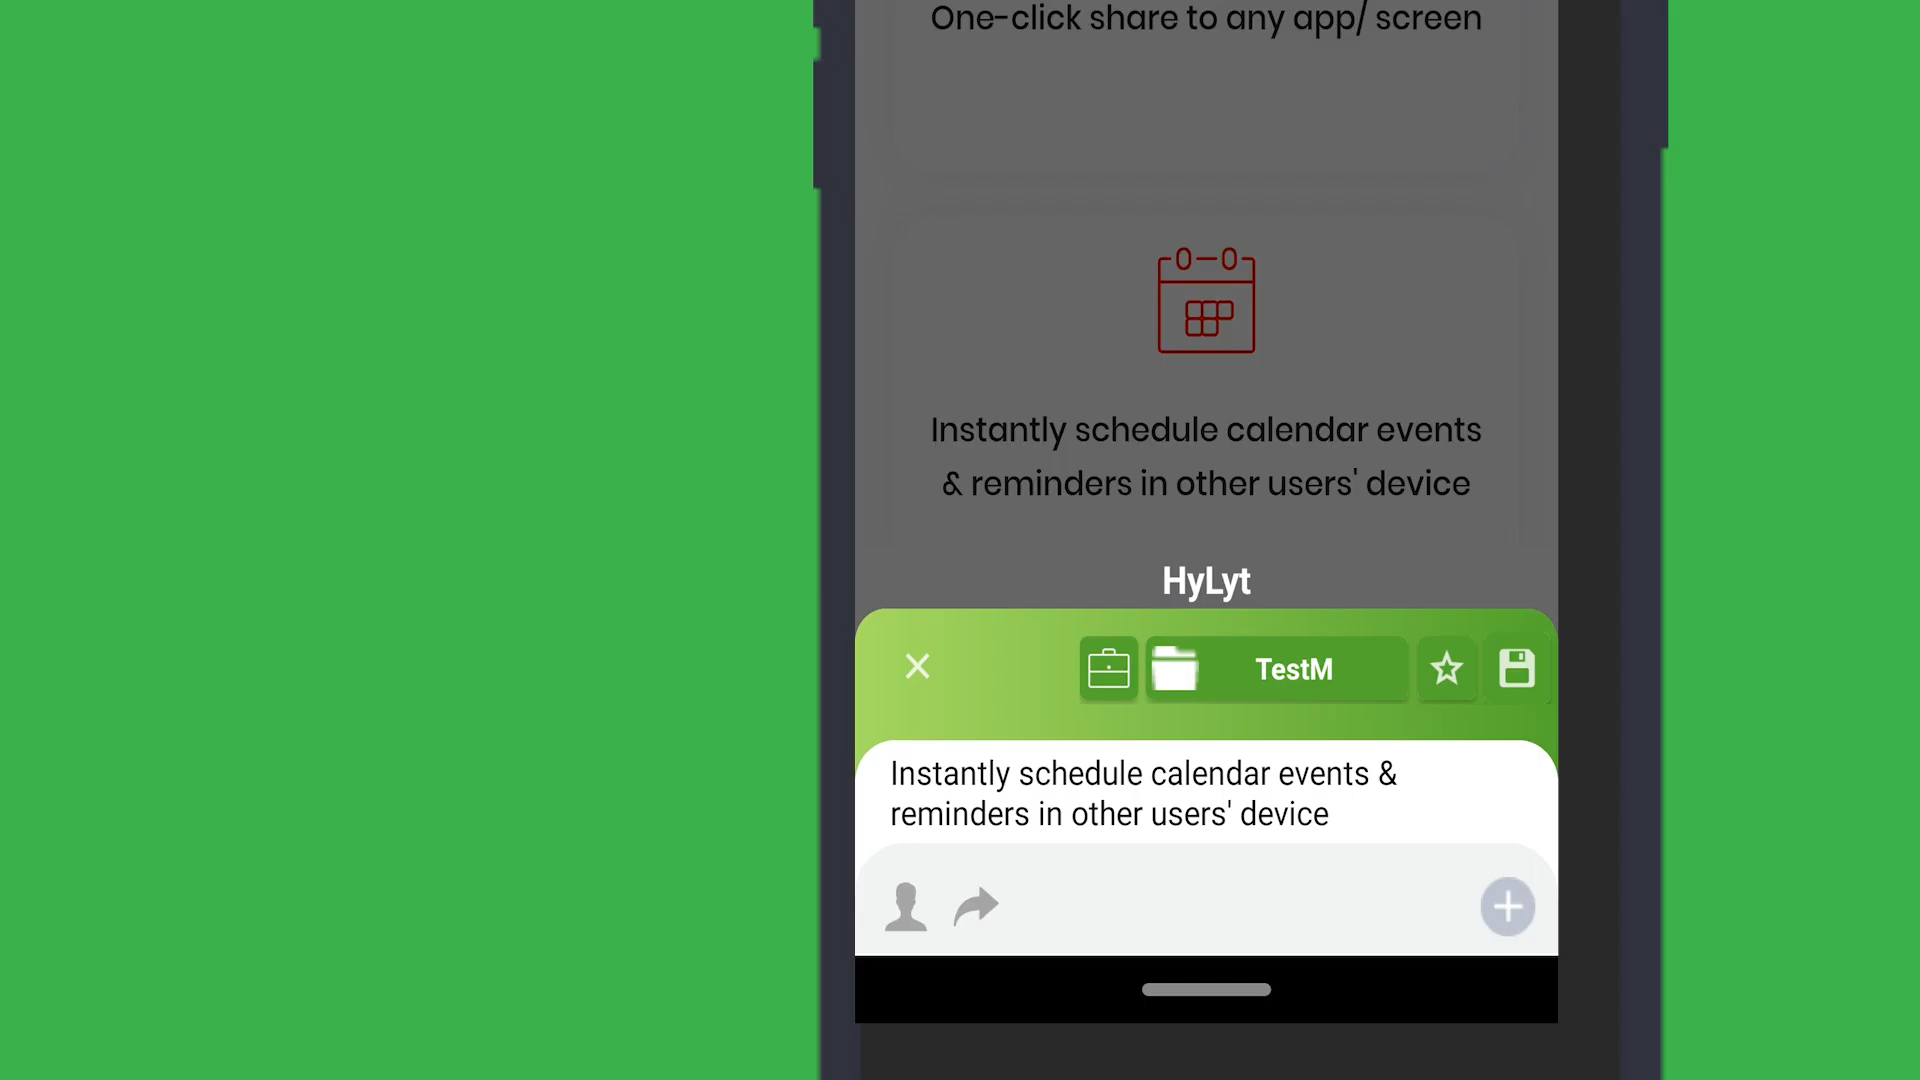 One-click share to any app/ screen
Instantly schedule calendar events
& reminders in other users' device
HyLyt
TestM
Instantly schedule calendar events &
reminders in other users' device